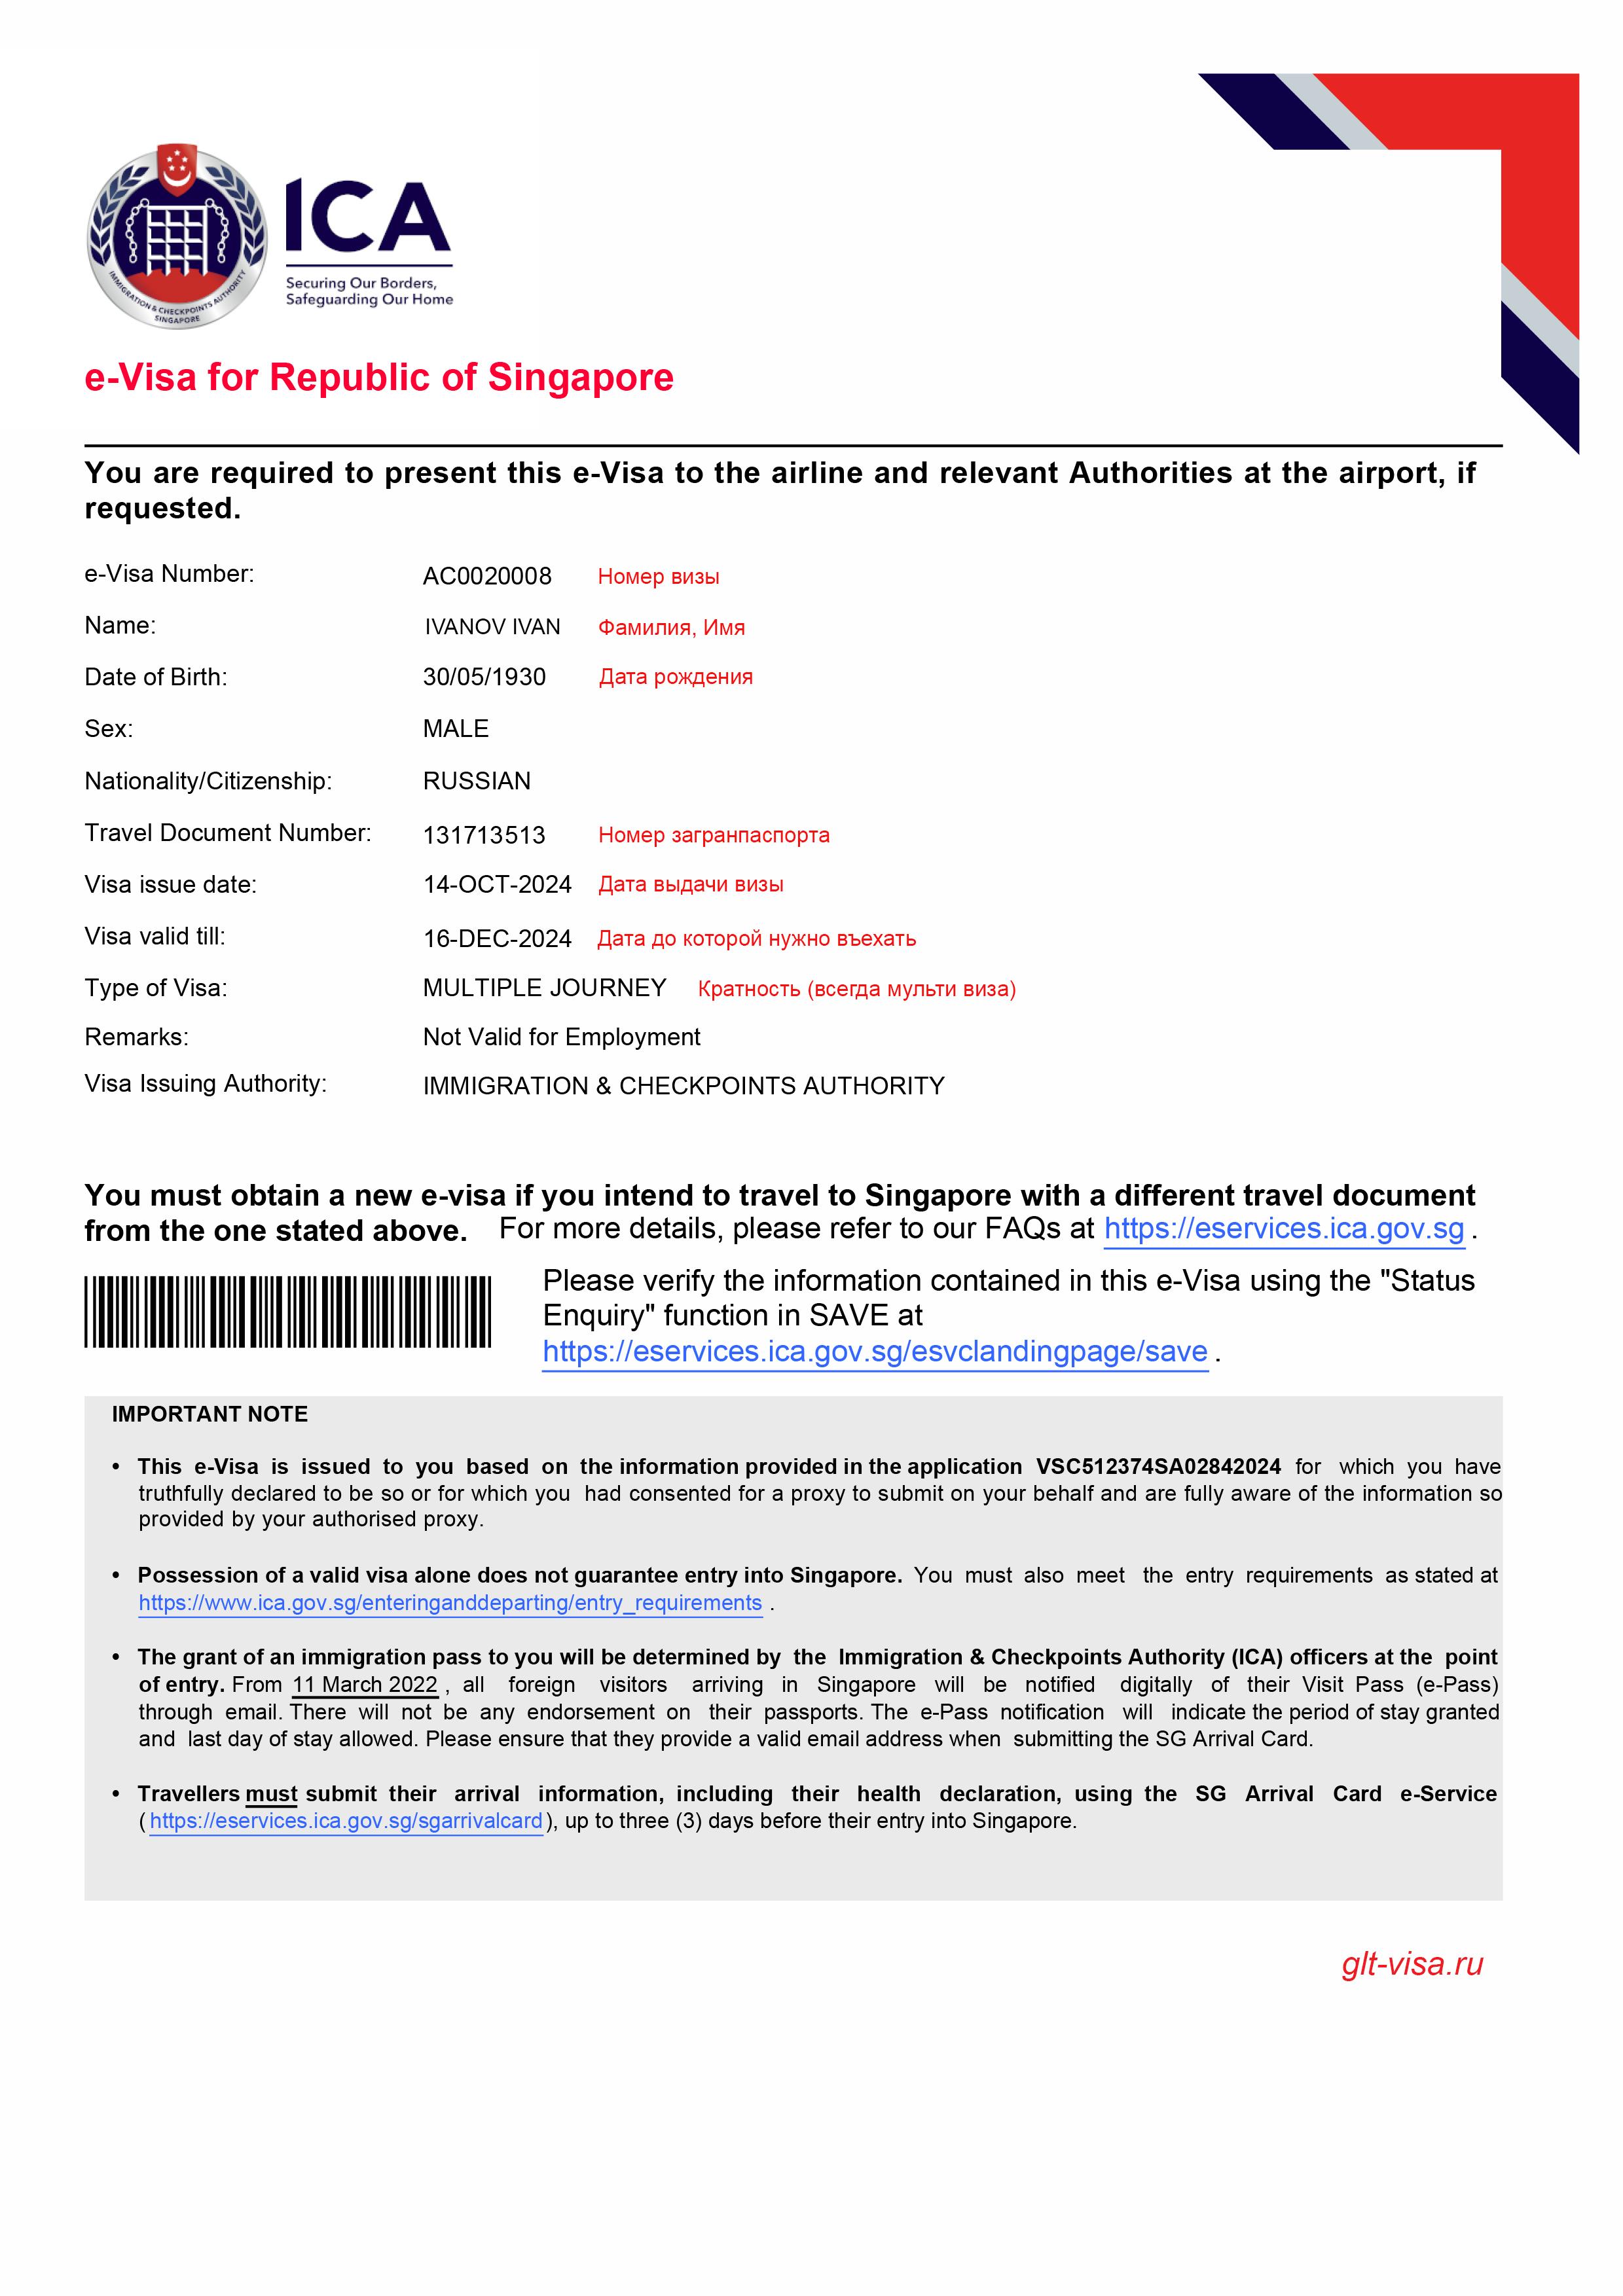 ICA
Securing Our Borders,
Safeguarding Our Home
IMMIGRATION & CHECKPOINTS AUTHORITY
SINGAPORE
e-Visa for Republic of Singapore
You are required to present this e-Visa to the airline and relevant Authorities at the airport, if
requested.
e-Visa Number: AC0020008 Номер визы
Name: IVANOV IVAN Фамилия, Имя
Date of Birth: 30/05/1930 Дата рождения
Sex: MALE
Nationality/Citizenship: RUSSIAN
Travel Document Number: 131713513 Номер загранпаспорта
Visa issue date: 14-OCT-2024 Дата выдачи визы
Visa valid till: 16-DEC-2024 Дата до которой нужно въехать
Type of Visa: MULTIPLE JOURNEY Кратность (всегда мульти виза)
Remarks: Not Valid for Employment
Visa Issuing Authority: IMMIGRATION & CHECKPOINTS AUTHORITY
You must obtain a new e-visa if you intend to travel to Singapore with a different travel document
from the one stated above. For more details, please refer to our FAQs at https://eservices.ica.gov.sg .
Please verify the information contained in this e-Visa using the "Status
Enquiry" function in SAVE at
https://eservices.ica.gov.sg/esvclandingpage/save .
IMPORTANT NOTE
• This e-Visa is issued to you based on the information provided in the application VSC512374SA02842024 for which you have
truthfully declared to be so or for which you had consented for a proxy to submit on your behalf and are fully aware of the information so
provided by your authorised proxy.
• Possession of a valid visa alone does not guarantee entry into Singapore. You must also meet the entry requirements as stated at
https://www.ica.gov.sg/enteringanddeparting/entry_requirements .
• The grant of an immigration pass to you will be determined by the Immigration & Checkpoints Authority (ICA) officers at the point
of entry. From 11 March 2022 , all foreign visitors arriving in Singapore will be notified digitally of their Visit Pass (e-Pass)
through email. There will not be any endorsement on their passports. The e-Pass notification will indicate the period of stay granted
and last day of stay allowed. Please ensure that they provide a valid email address when submitting the SG Arrival Card.
• Travellers must submit their arrival information, including their health declaration, using the SG Arrival Card e-Service
( https://eservices.ica.gov.sg/sgarrivalcard ), up to three (3) days before their entry into Singapore.
glt-visa.ru